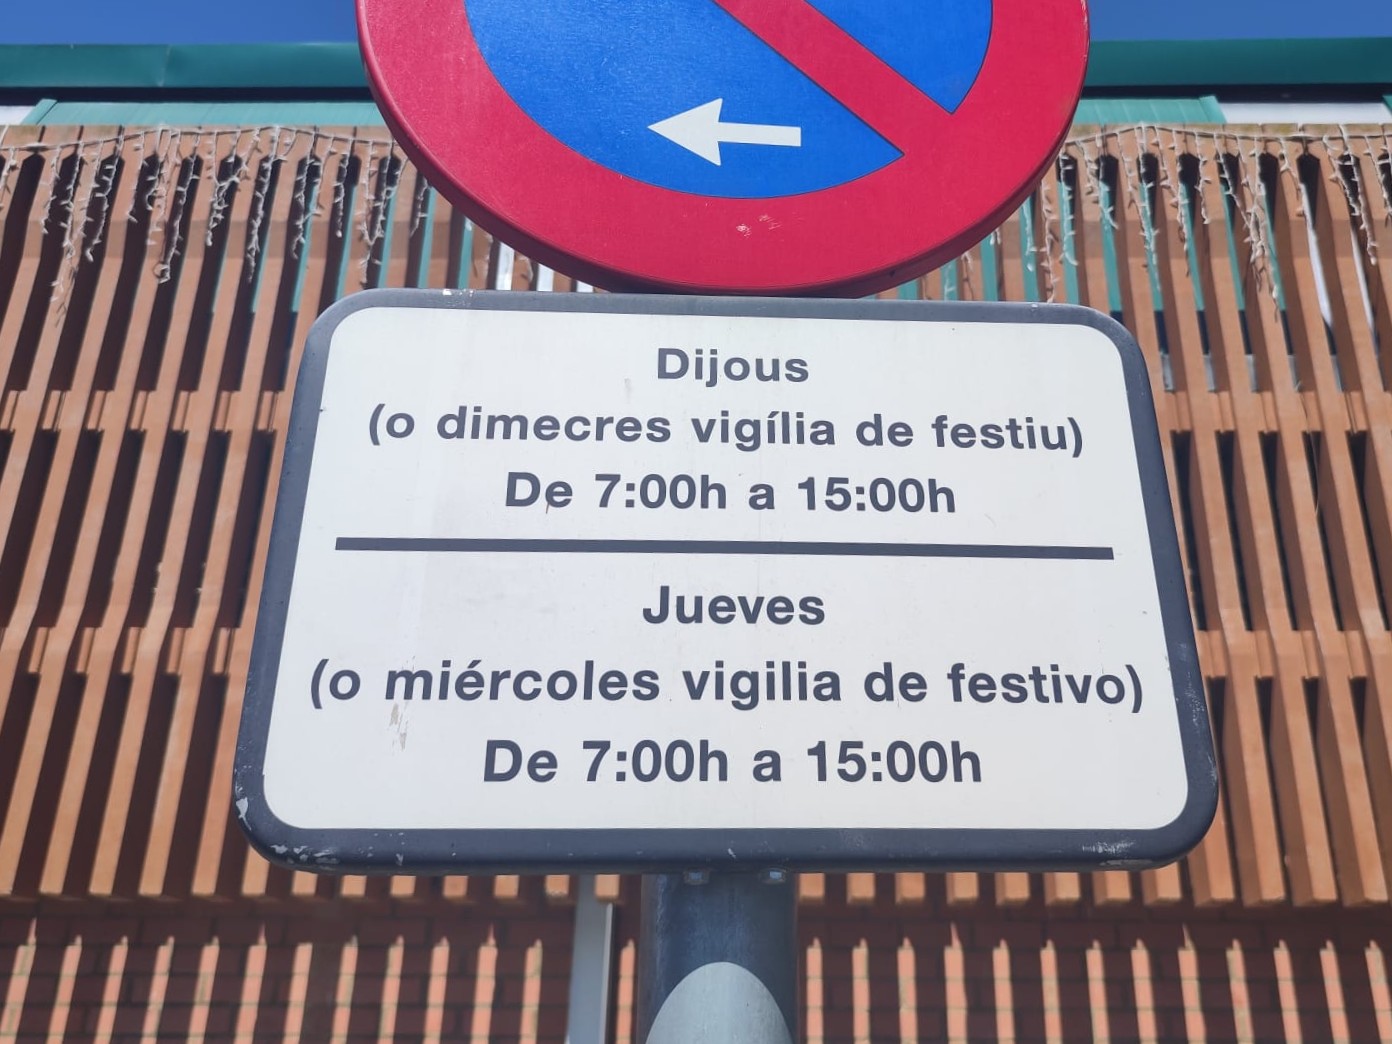 Dijous
(o dimecres vigília de festiu)
De 7:00h a 15:00h
Jueves
(o miércoles vigilia de festivo)
De 7:00h a 15:00h